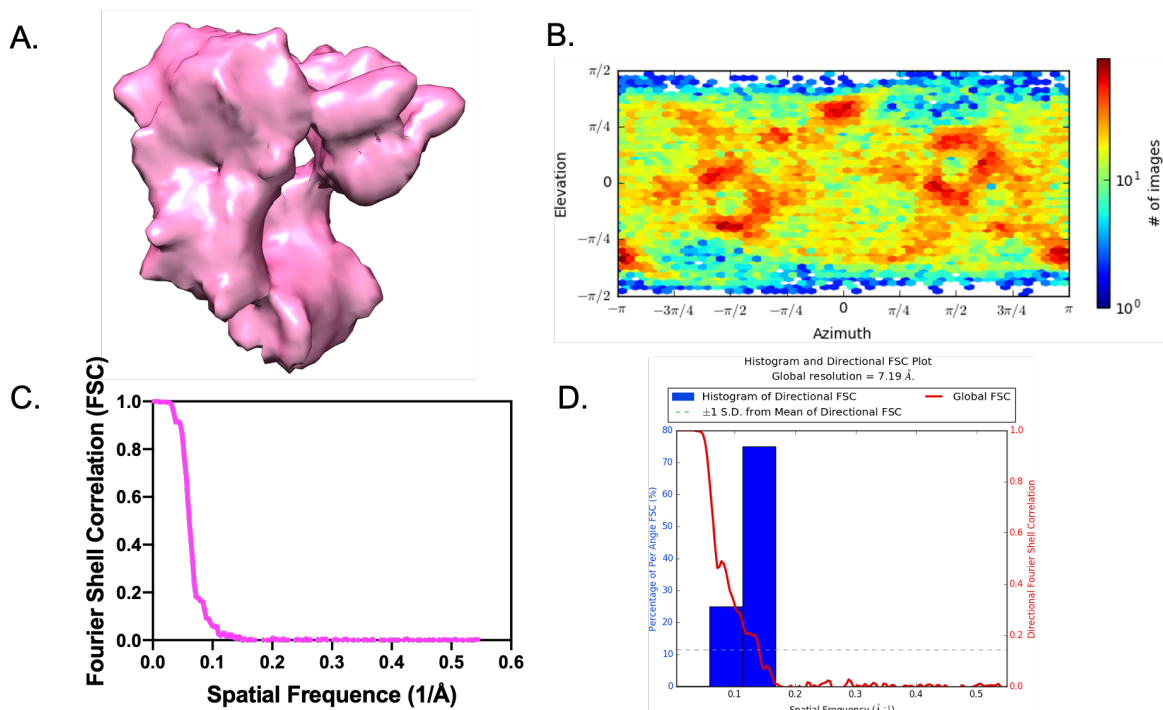 A.
B.
π/2
π/4
0
−π/4
−π/2
Elevation
−π
−3π/4
−π/2
−π/4
0
π/4
π/2
3π/4
π
Azimuth
10¹
10⁰
# of images
C.
Fourier Shell Correlation (FSC)
1.0
0.8
0.6
0.4
0.2
0.0
0.0
0.1
0.2
0.3
0.4
0.5
0.6
Spatial Frequence (1/Å)
D.
Histogram and Directional FSC Plot
Global resolution = 7.19 Å.
Histogram of Directional FSC
Global FSC
±1 S.D. from Mean of Directional FSC
80
70
60
50
40
30
20
10
0
Percentage of Per Angle FSC (%)
1.0
0.8
0.6
0.4
0.2
0.0
Directional Fourier Shell Correlation
0.1
0.2
0.3
0.4
0.5
Spatial Frequency (Å⁻¹)